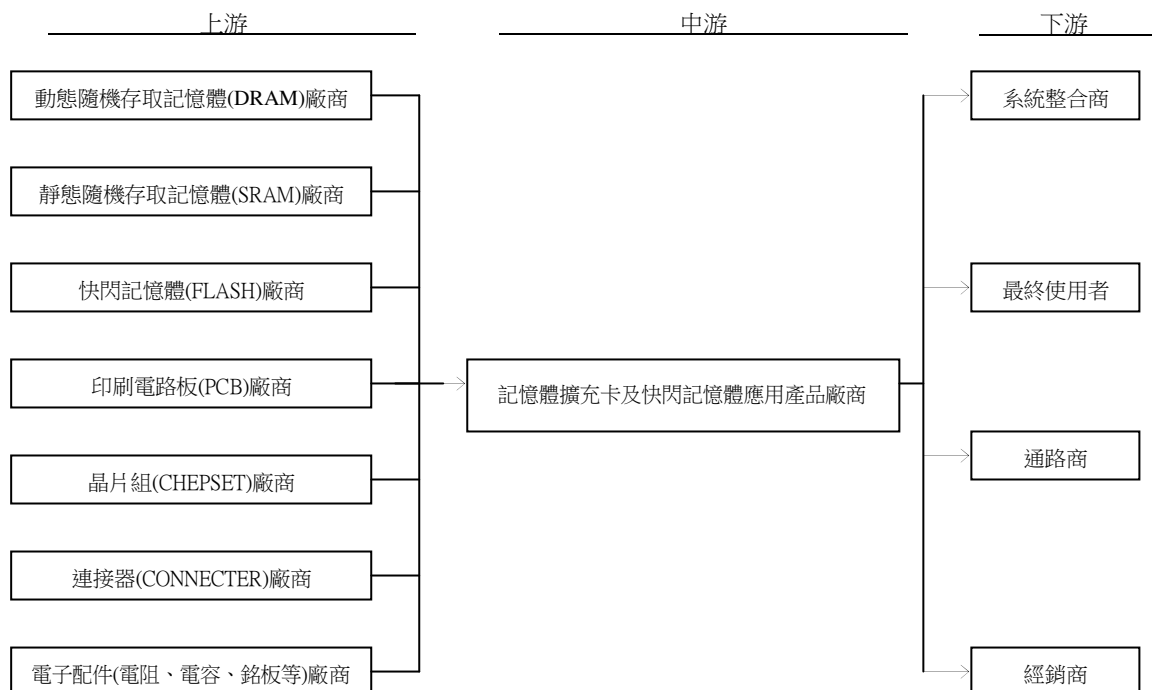 上游
中游
下游
動態隨機存取記憶體(DRAM)廠商
系統整合商
靜態隨機存取記憶體(SRAM)廠商
快閃記憶體(FLASH)廠商
最終使用者
印刷電路板(PCB)廠商
記憶體擴充卡及快閃記憶體應用產品廠商
通路商
晶片組(CHEPSET)廠商
連接器(CONNECTER)廠商
電子配件(電阻、電容、銘板等)廠商
經銷商